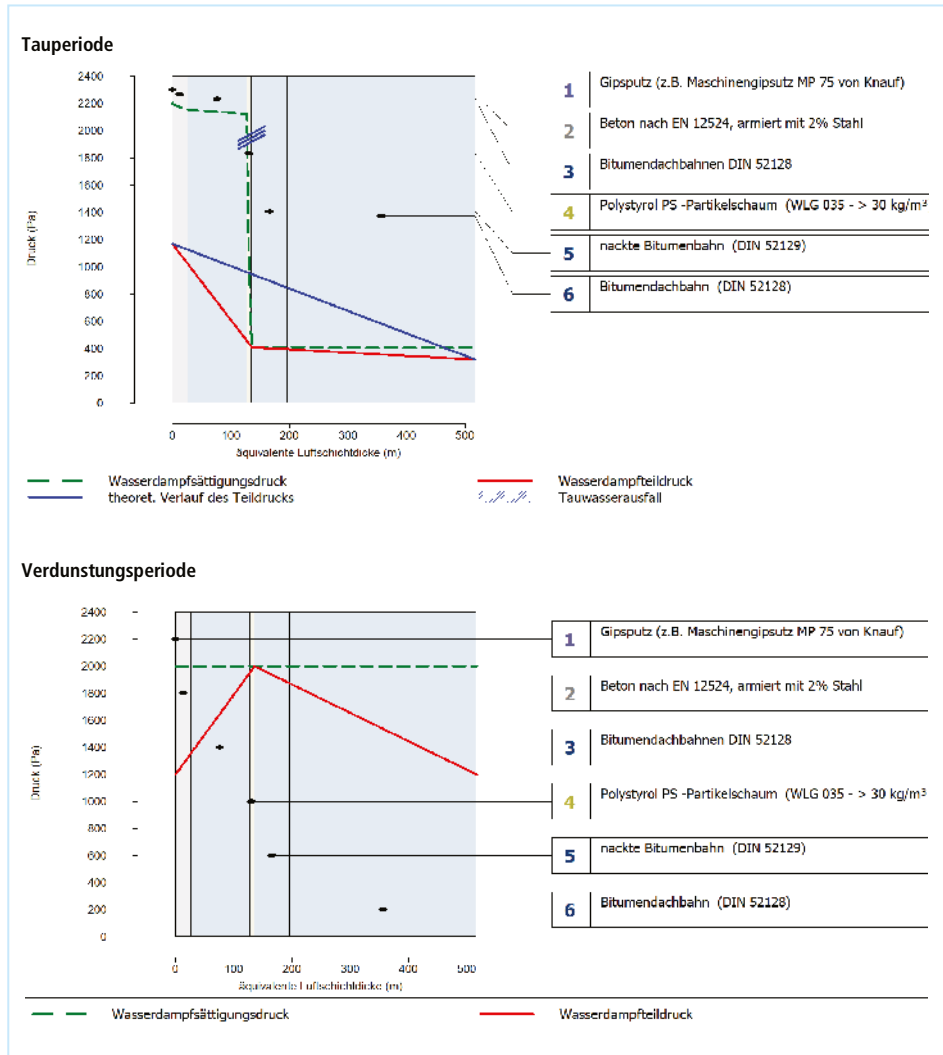 Tauperiode
2400
2200
2000
1800
1600
1400
1200
1000
800
600
400
200
0
Druck (Pa)
0 100 200 300 400 500
äquivalente Luftschichtdicke (m)
1 Gipsputz (z.B. Maschinengipsutz MP 75 von Knauf)
2 Beton nach EN 12524, armiert mit 2% Stahl
3 Bitumendachbahnen DIN 52128
4 Polystyrol PS -Partikelschaum (WLG 035 - > 30 kg/m³
5 nackte Bitumenbahn (DIN 52129)
6 Bitumendachbahn (DIN 52128)
Wasserdampfsättigungsdruck
Wasserdampfteildruck
theoret. Verlauf des Teildrucks
Tauwasserausfall
Verdunstungsperiode
2400
2200
2000
1800
1600
1400
1200
1000
800
600
400
200
0
Druck (Pa)
0 100 200 300 400 500
äquivalente Luftschichtdicke (m)
1 Gipsputz (z.B. Maschinengipsutz MP 75 von Knauf)
2 Beton nach EN 12524, armiert mit 2% Stahl
3 Bitumendachbahnen DIN 52128
4 Polystyrol PS -Partikelschaum (WLG 035 - > 30 kg/m³
5 nackte Bitumenbahn (DIN 52129)
6 Bitumendachbahn (DIN 52128)
Wasserdampfsättigungsdruck
Wasserdampfteildruck